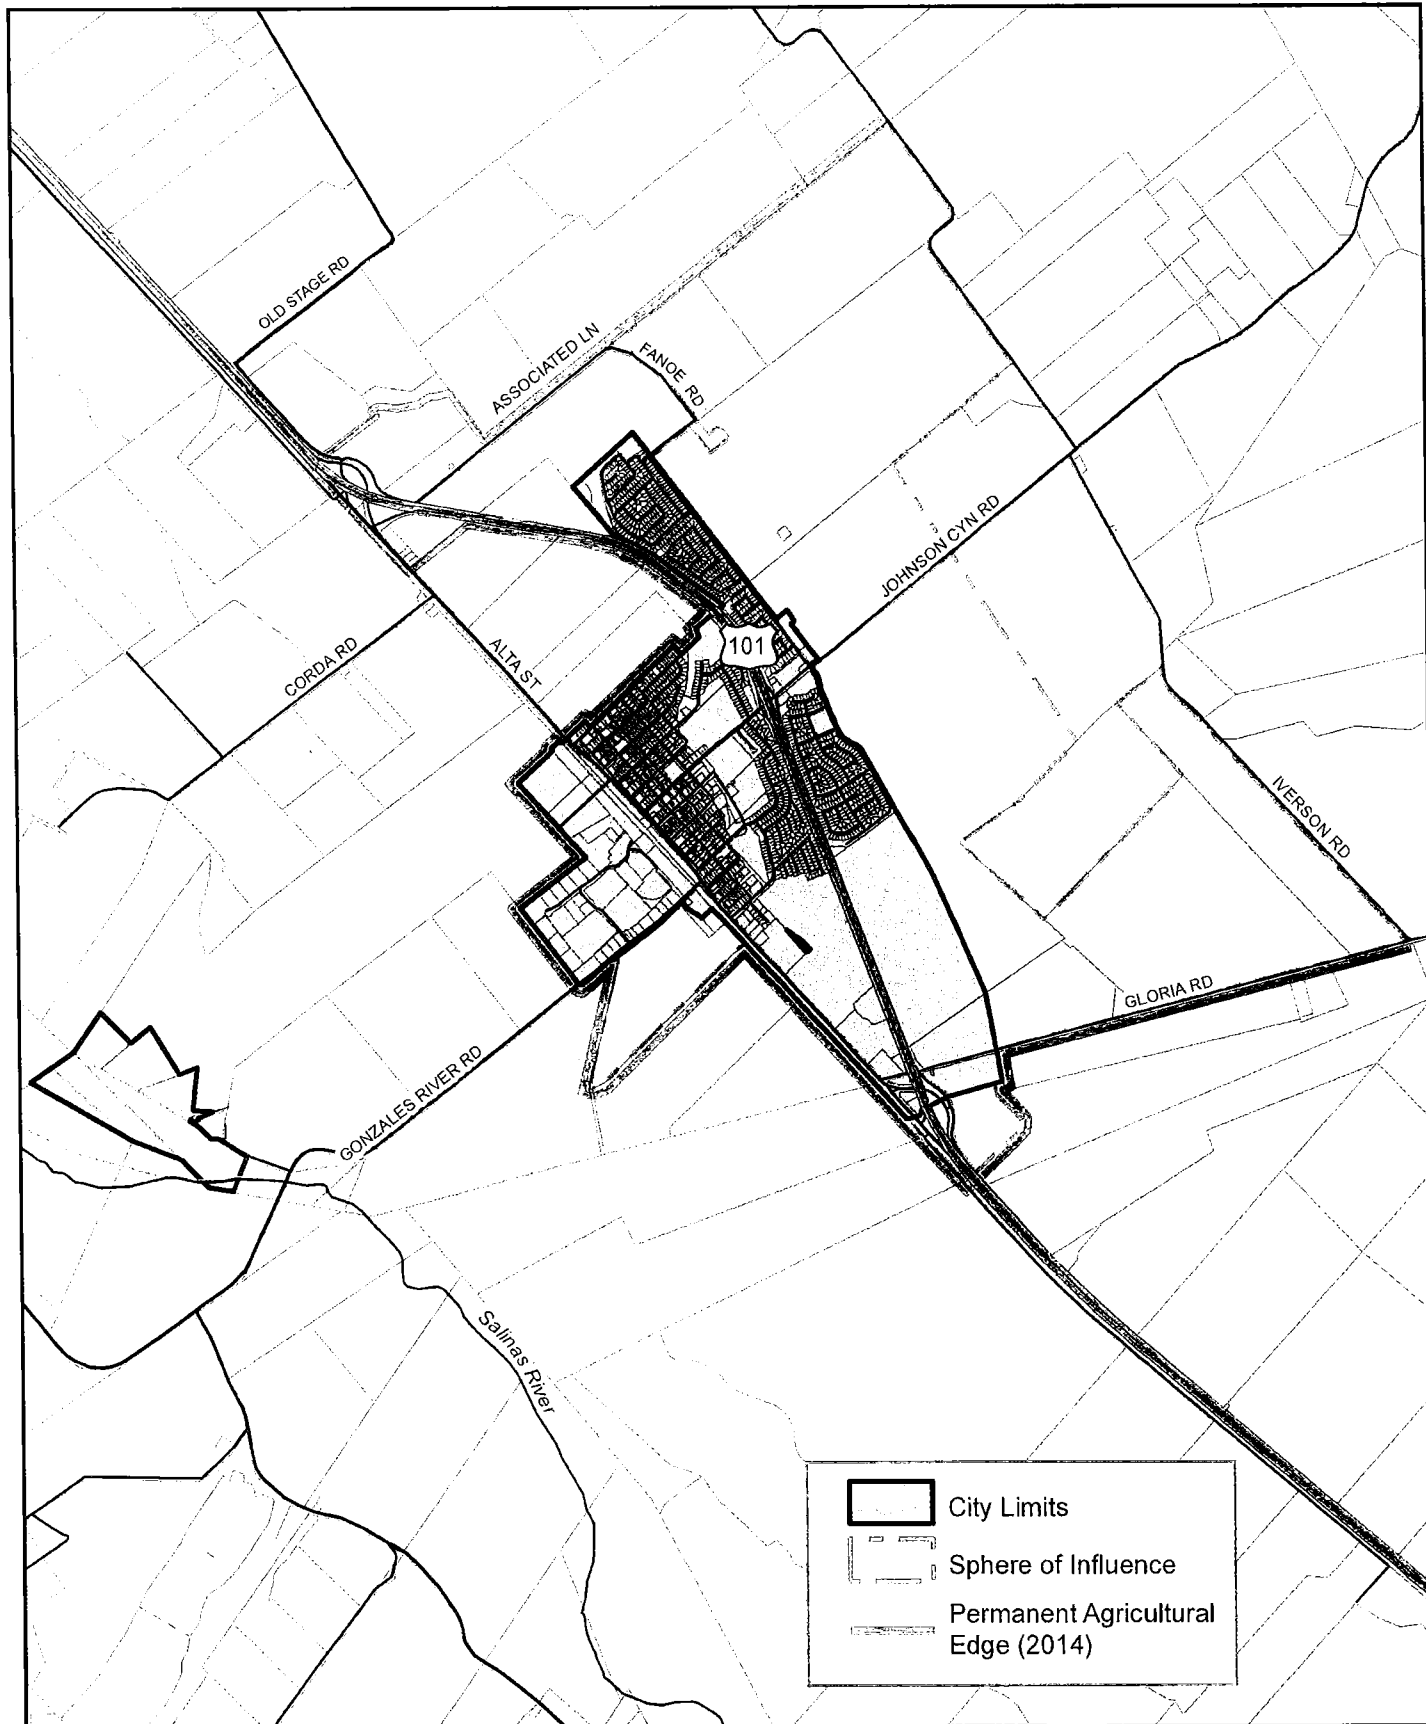 OLD STAGE RD
ASSOCIATED LN
FANOE RD
JOHNSON CYN RD
101
CORDA RD
ALTA ST
IVERSON RD
GLORIA RD
GONZALES RIVER RD
Salinas River
City Limits
Sphere of Influence
Permanent Agricultural
Edge (2014)